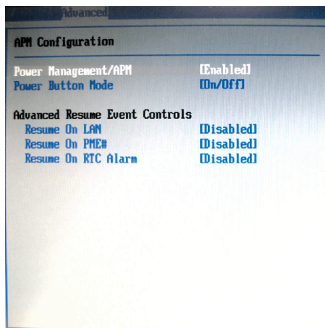 Advanced
APM Configuration
Power Management/APM [Enabled]
Power Button Mode [On/Off]
Advanced Resume Event Controls
Resume On LAN [Disabled]
Resume On PME# [Disabled]
Resume On RTC Alarm [Disabled]